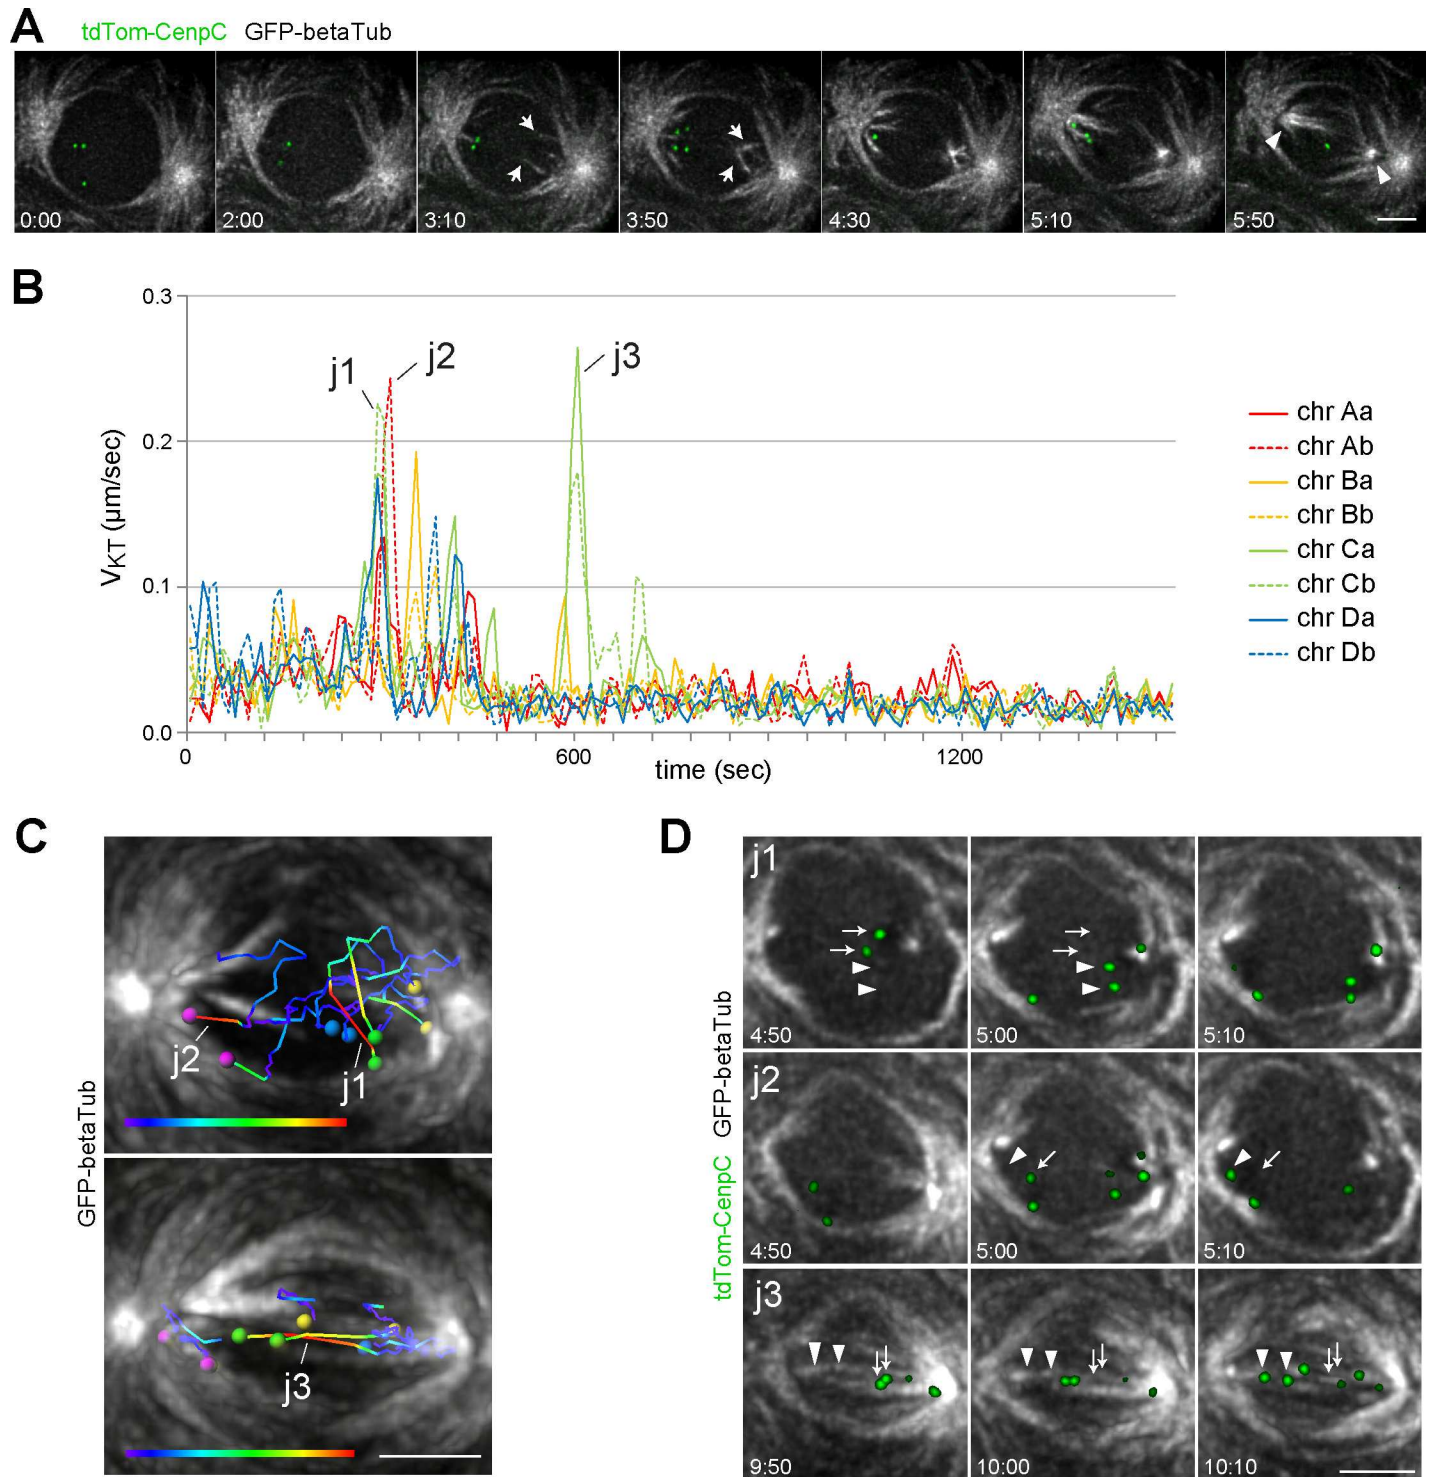 A
tdTom-CenpC GFP-betaTub
0:00 2:00 3:10 3:50 4:30 5:10 5:50
B
0.3
0.2
0.1
0.0
V_KT (µm/sec)
j1 j2 j3
0 600 1200
time (sec)
chr Aa
chr Ab
chr Ba
chr Bb
chr Ca
chr Cb
chr Da
chr Db
C
GFP-betaTub
j2
j1
j3
D
tdTom-CenpC GFP-betaTub
j1
4:50 5:00 5:10
j2
4:50 5:00 5:10
j3
9:50 10:00 10:10